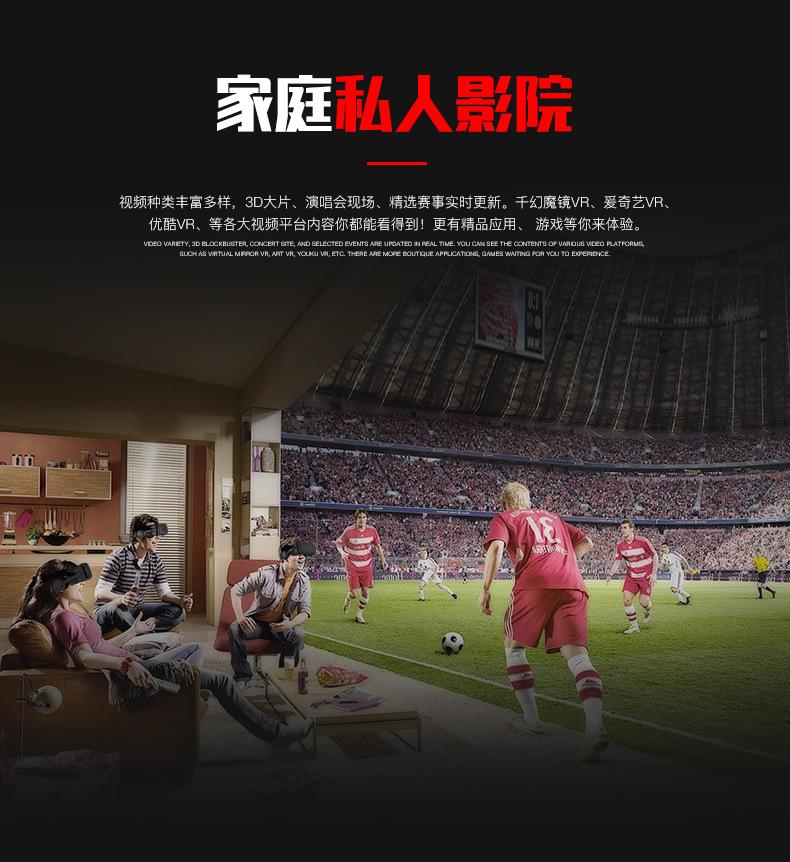 家庭私人影院
视频种类丰富多样，3D大片、演唱会现场、精选赛事实时更新。千幻魔镜VR、爱奇艺VR、
优酷VR、等各大视频平台内容你都能看得到！更有精品应用、 游戏等你来体验。
VIDEO VARIETY, 3D BLOCKBUSTER, CONCERT SITE, AND SELECTED EVENTS ARE UPDATED IN REAL TIME. YOU CAN SEE THE CONTENTS OF VARIOUS VIDEO PLATFORMS,
SUCH AS VIRTUAL MIRROR VR, ART VR, YOUKU VR, ETC. THERE ARE MORE BOUTIQUE APPLICATIONS, GAMES WAITING FOR YOU TO EXPERIENCE.